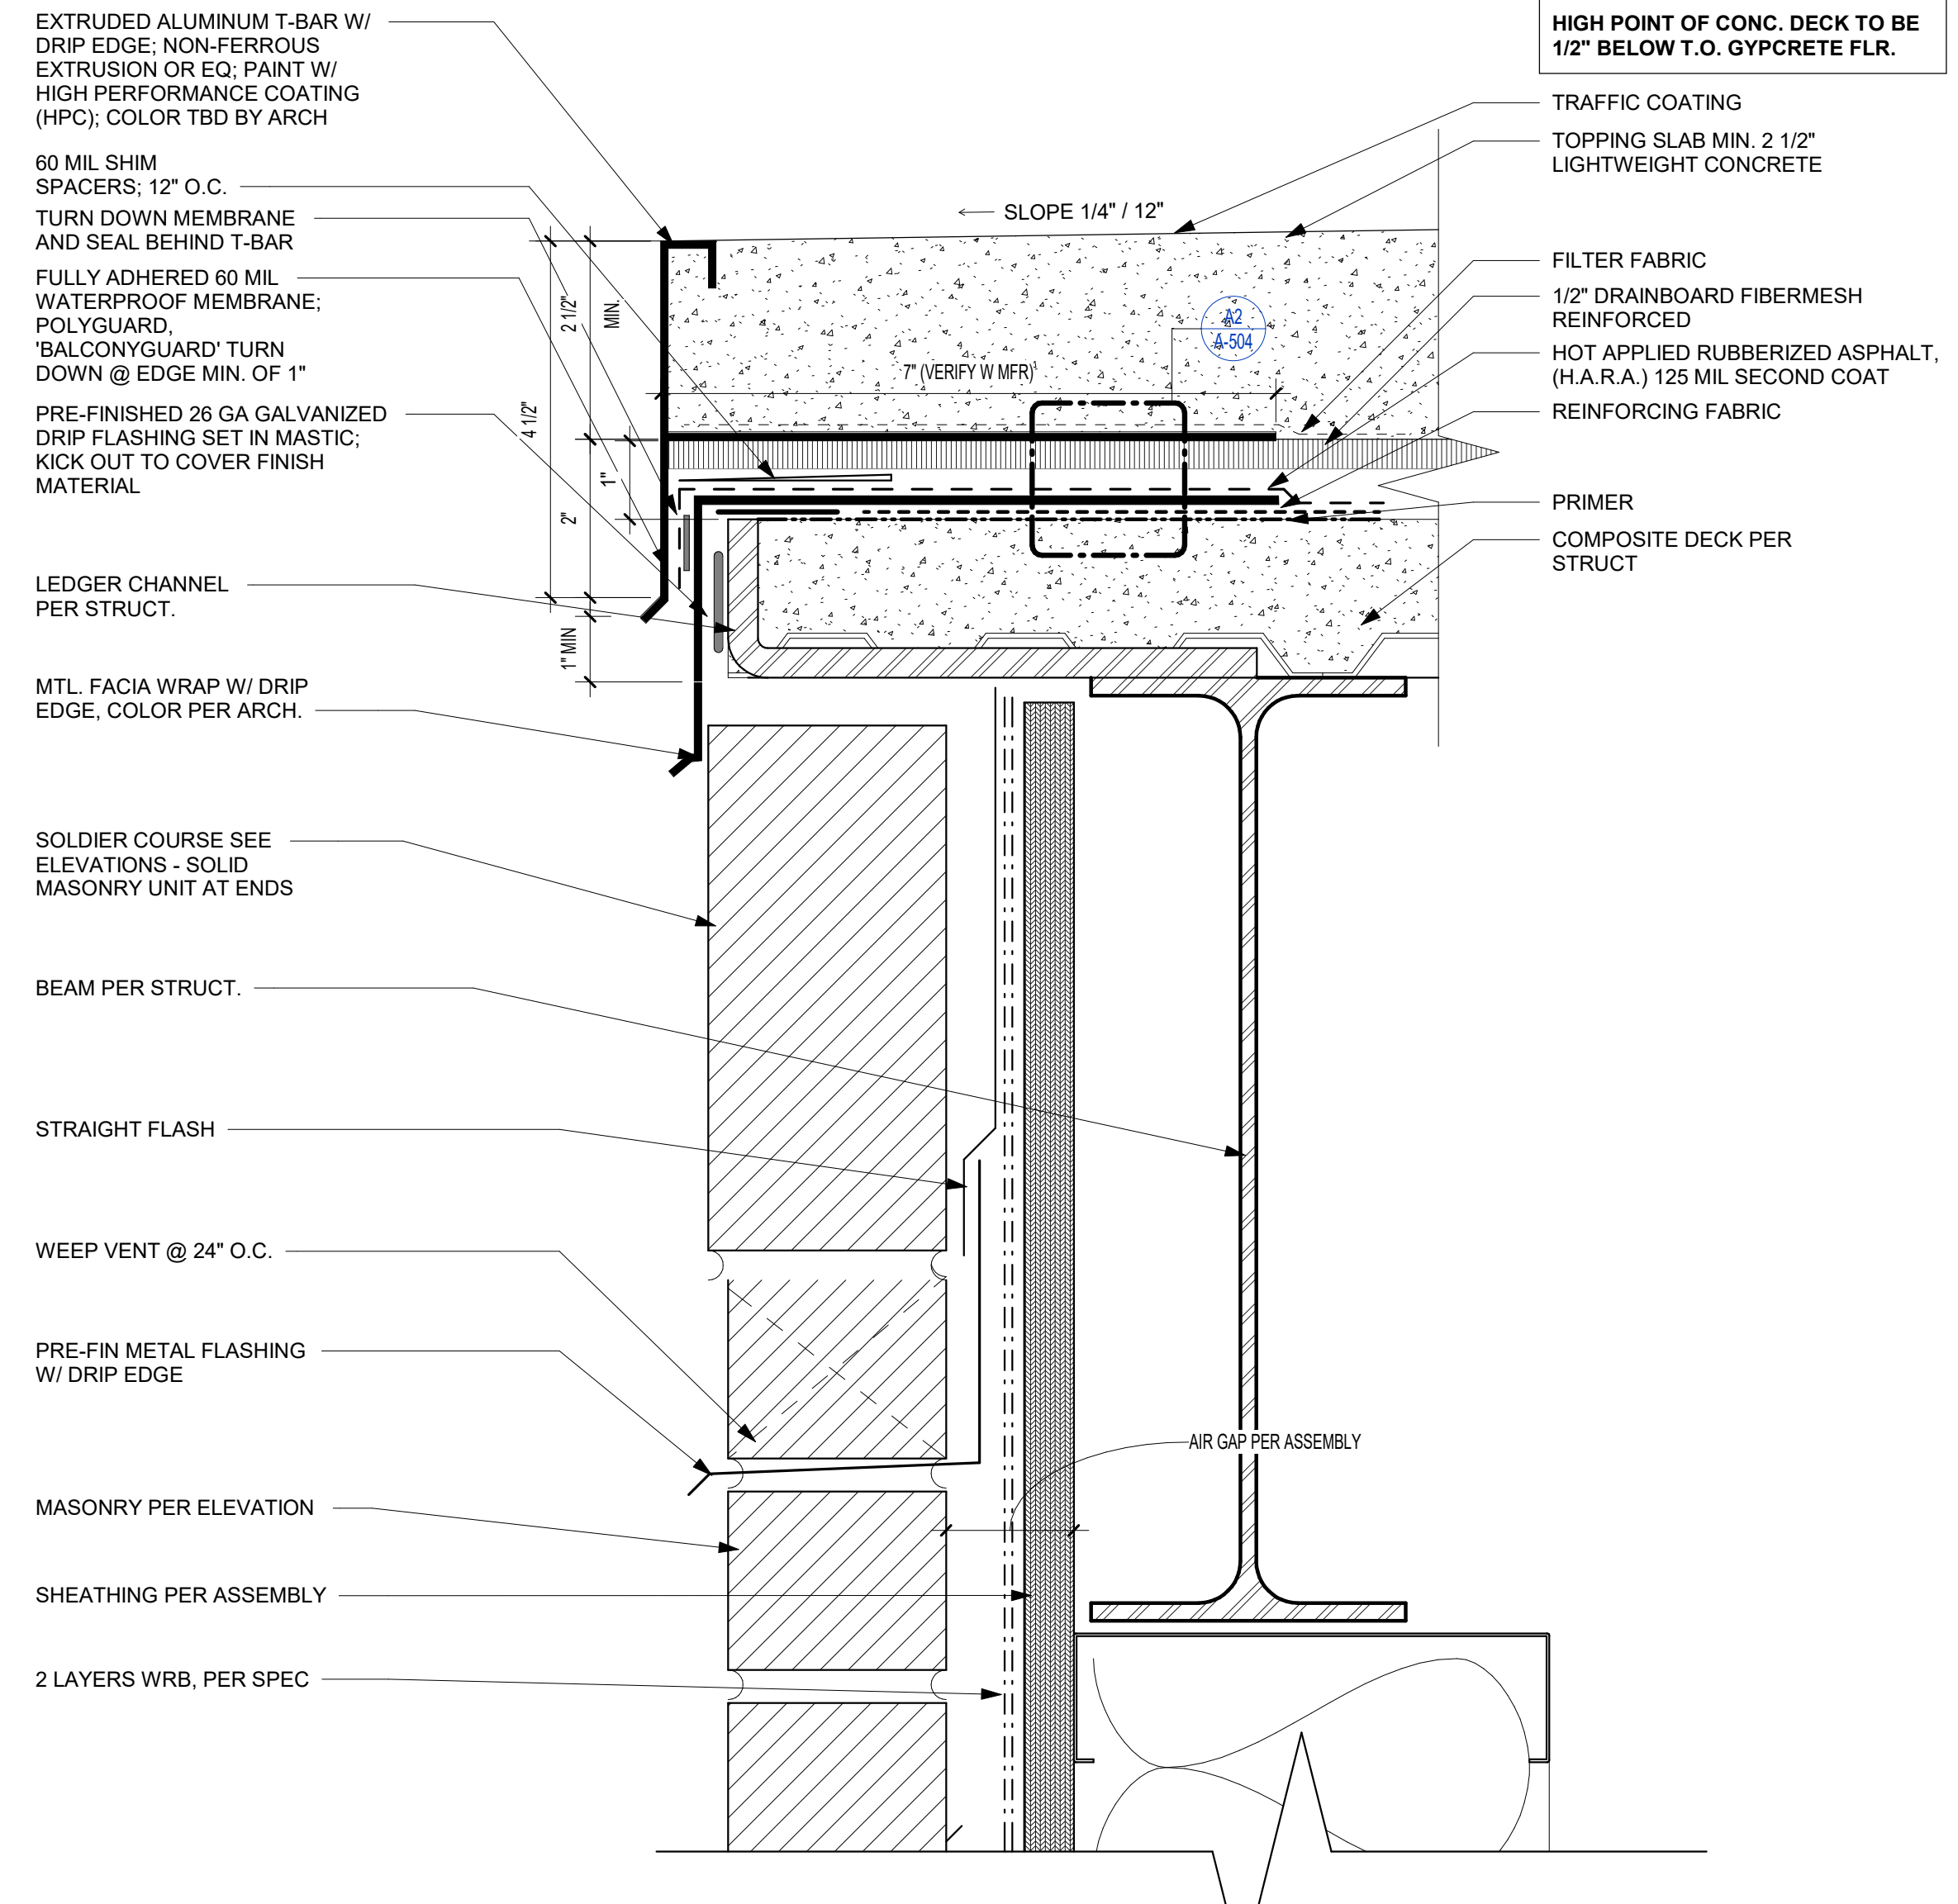 EXTRUDED ALUMINUM T-BAR W/
DRIP EDGE; NON-FERROUS
EXTRUSION OR EQ; PAINT W/
HIGH PERFORMANCE COATING
(HPC); COLOR TBD BY ARCH
60 MIL SHIM
SPACERS; 12" O.C.
TURN DOWN MEMBRANE
AND SEAL BEHIND T-BAR
FULLY ADHERED 60 MIL
WATERPROOF MEMBRANE;
POLYGUARD,
'BALCONYGUARD' TURN
DOWN @ EDGE MIN. OF 1"
PRE-FINISHED 26 GA GALVANIZED
DRIP FLASHING SET IN MASTIC;
KICK OUT TO COVER FINISH
MATERIAL
LEDGER CHANNEL
PER STRUCT.
MTL. FACIA WRAP W/ DRIP
EDGE, COLOR PER ARCH.
SOLDIER COURSE SEE
ELEVATIONS - SOLID
MASONRY UNIT AT ENDS
BEAM PER STRUCT.
STRAIGHT FLASH
WEEP VENT @ 24" O.C.
PRE-FIN METAL FLASHING
W/ DRIP EDGE
MASONRY PER ELEVATION
SHEATHING PER ASSEMBLY
2 LAYERS WRB, PER SPEC
SLOPE 1/4" / 12"
2 1/2"
MIN.
4 1/2"
1"
2"
1" MIN
7" (VERIFY W MFR)
A2
A-504
AIR GAP PER ASSEMBLY
HIGH POINT OF CONC. DECK TO BE
1/2" BELOW T.O. GYPCRETE FLR.
TRAFFIC COATING
TOPPING SLAB MIN. 2 1/2"
LIGHTWEIGHT CONCRETE
FILTER FABRIC
1/2" DRAINBOARD FIBERMESH
REINFORCED
HOT APPLIED RUBBERIZED ASPHALT,
(H.A.R.A.) 125 MIL SECOND COAT
REINFORCING FABRIC
PRIMER
COMPOSITE DECK PER
STRUCT